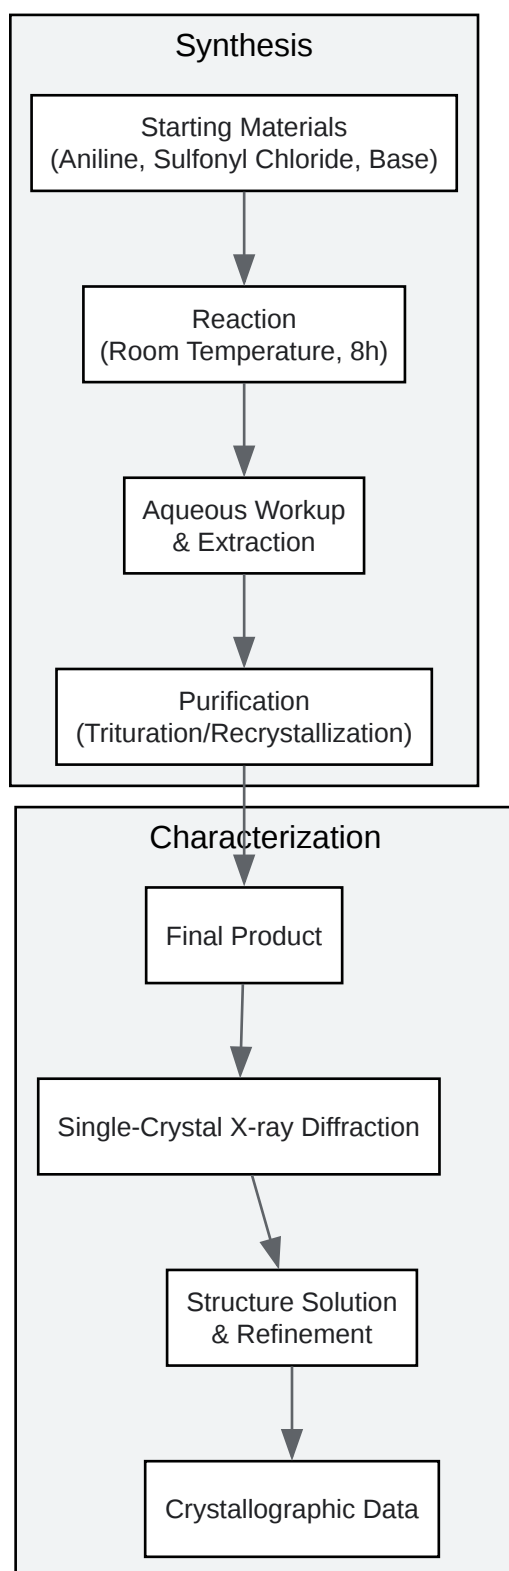 Synthesis
Starting Materials
(Aniline, Sulfonyl Chloride, Base)
Reaction
(Room Temperature, 8h)
Aqueous Workup
& Extraction
Purification
(Trituration/Recrystallization)
Characterization
Final Product
Single-Crystal X-ray Diffraction
Structure Solution
& Refinement
Crystallographic Data